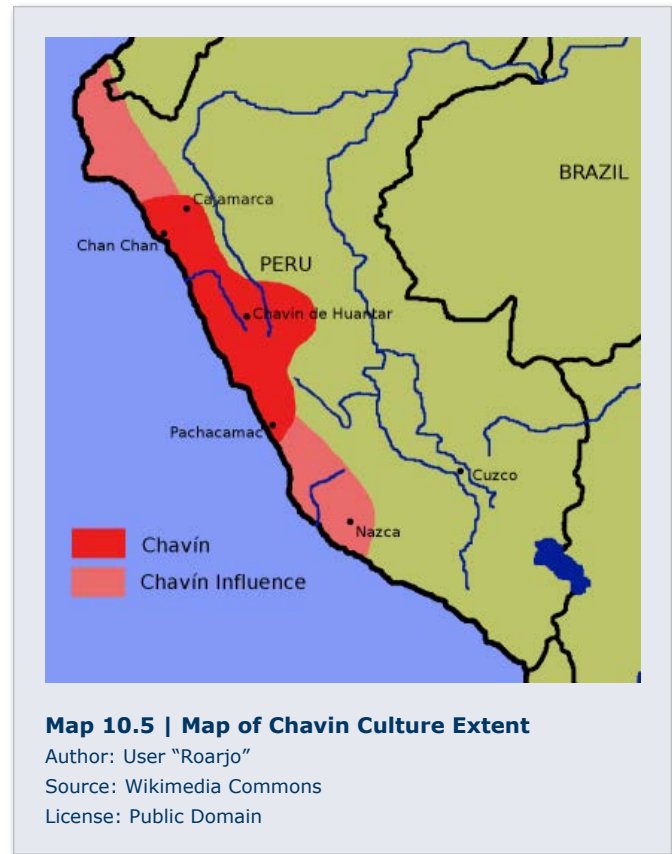 BRAZIL
Cajamarca
Chan Chan
PERU
Chavin de Huantar
Pachacamac
Cuzco
Nazca
Chavín
Chavín Influence
Map 10.5 | Map of Chavin Culture Extent
Author: User “Roarjo”
Source: Wikimedia Commons
License: Public Domain